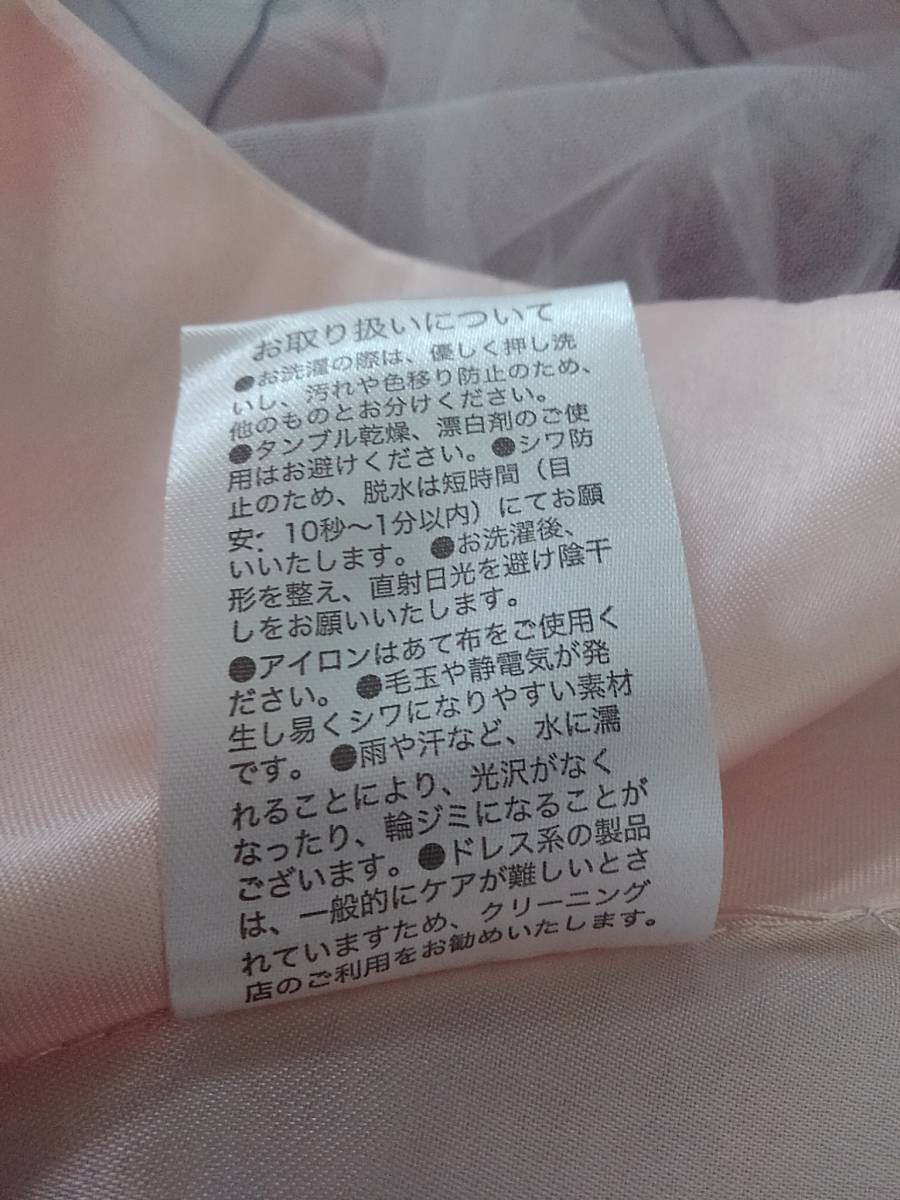 お取り扱いについて
●お洗濯の際は、優しく押し洗
いし、汚れや色移り防止のため、
他のものとお分けください。
●タンブル乾燥、漂白剤のご使
用はお避けください。●シワ防
止のため、脱水は短時間（目
安：10秒～1分以内）にてお願
いいたします。●お洗濯後、
形を整え、直射日光を避け陰干
しをお願いいたします。
●アイロンはあて布をご使用く
ださい。●毛玉や静電気が発
生し易くシワになりやすい素材
です。●雨や汗など、水に濡
れることにより、光沢がなく
なったり、輪ジミになることが
ございます。●ドレス系の製品
は、一般的にケアが難しいとさ
れていますため、クリーニング
店のご利用をお勧めいたします。